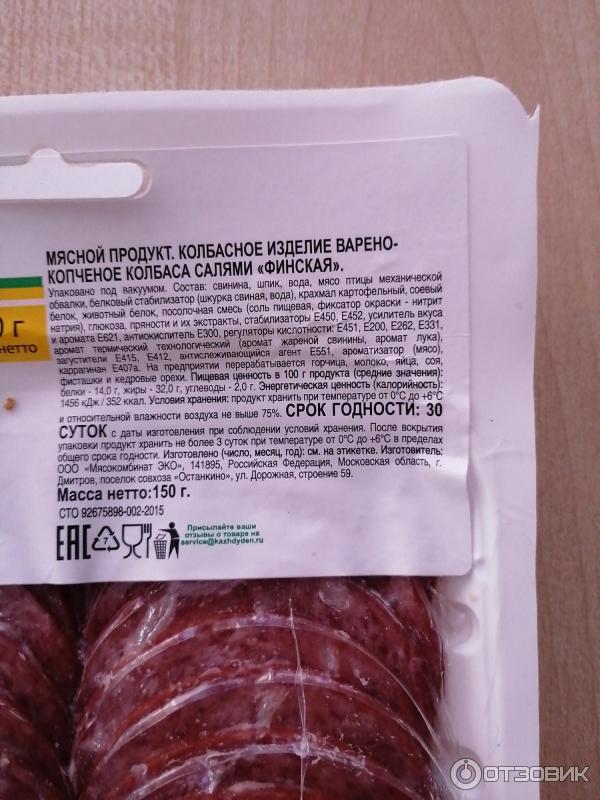 МЯСНОЙ ПРОДУКТ. КОЛБАСНОЕ ИЗДЕЛИЕ ВАРЕНО-
КОПЧЕНОЕ КОЛБАСА САЛЯМИ «ФИНСКАЯ».
Упаковано под вакуумом. Состав: свинина, шпик, вода, мясо птицы механической
обвалки, белковый стабилизатор (шкурка свиная, вода), крахмал картофельный, соевый
белок, животный белок, посолочная смесь (соль пищевая, фиксатор окраски - нитрит
натрия), глюкоза, пряности и их экстракты, стабилизаторы Е450, Е452, усилитель вкуса
и аромата Е621, антиокислитель Е300, регуляторы кислотности: Е451, Е200, Е262, Е331,
аромат термический технологический (аромат жареной свинины, аромат лука),
загустители Е415, Е412, антислеживающийся агент Е551, ароматизатор (мясо),
каррагинан Е407а. На предприятии перерабатывается горчица, молоко, яйца, соя,
фисташки и кедровые орехи. Пищевая ценность в 100 г продукта (средние значения):
белки - 14,0 г, жиры - 32,0 г, углеводы - 2,0 г. Энергетическая ценность (калорийность):
1456 кДж / 352 ккал. Условия хранения: продукт хранить при температуре от 0°С до +6°С
и относительной влажности воздуха не выше 75%. СРОК ГОДНОСТИ: 30
СУТОК с даты изготовления при соблюдении условий хранения. После вскрытия
упаковки продукт хранить не более 3 суток при температуре от 0°С до +6°С в пределах
общего срока годности. Изготовлено (число, месяц, год): см. на этикетке. Изготовитель:
ООО «Мясокомбинат ЭКО», 141895, Российская Федерация, Московская область, г.
Дмитров, поселок совхоза «Останкино», ул. Дорожная, строение 59.
Масса нетто:150 г.
СТО 92675898-002-2015
EAC
7
Присылайте ваши
отзывы о товаре на
service@kazhdyden.ru
0 г
нетто
ОТЗОВИК